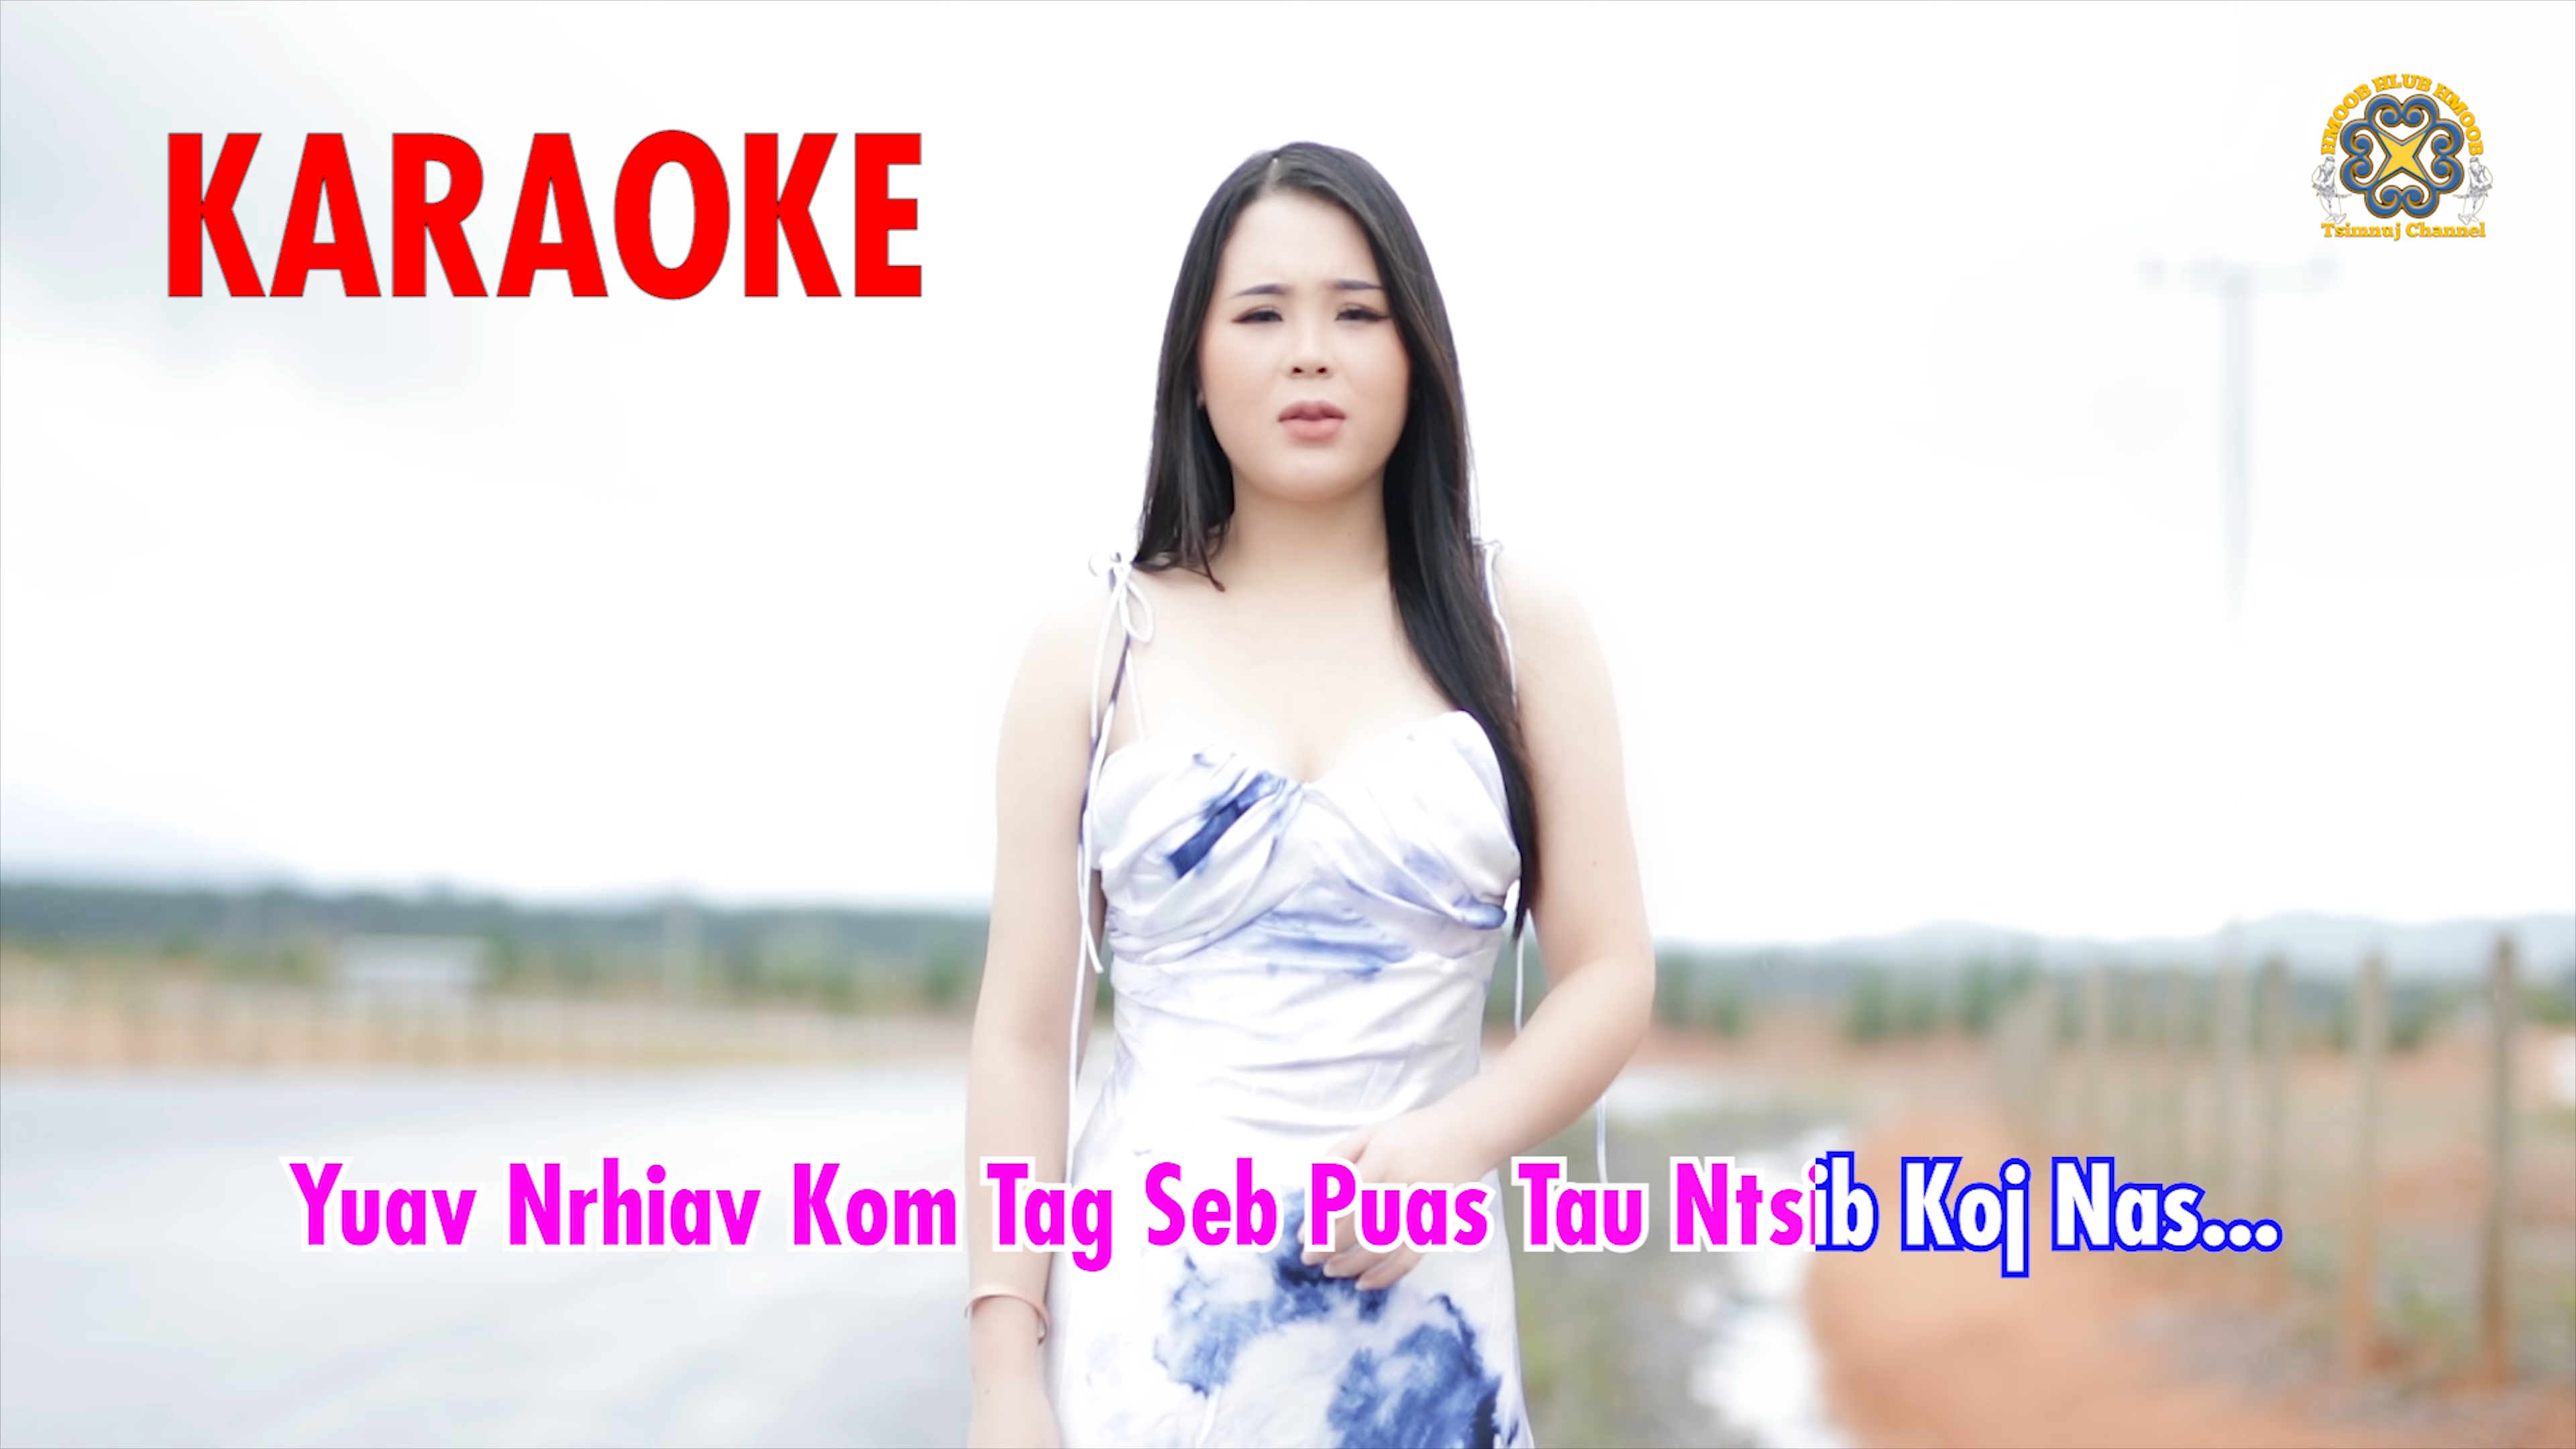 KARAOKE
HMOOB HLUB HMOOB
Tsimnuj Channel
Yuav Nrhiav Kom Tag Seb Puas Tau Ntsib Koj Nas...